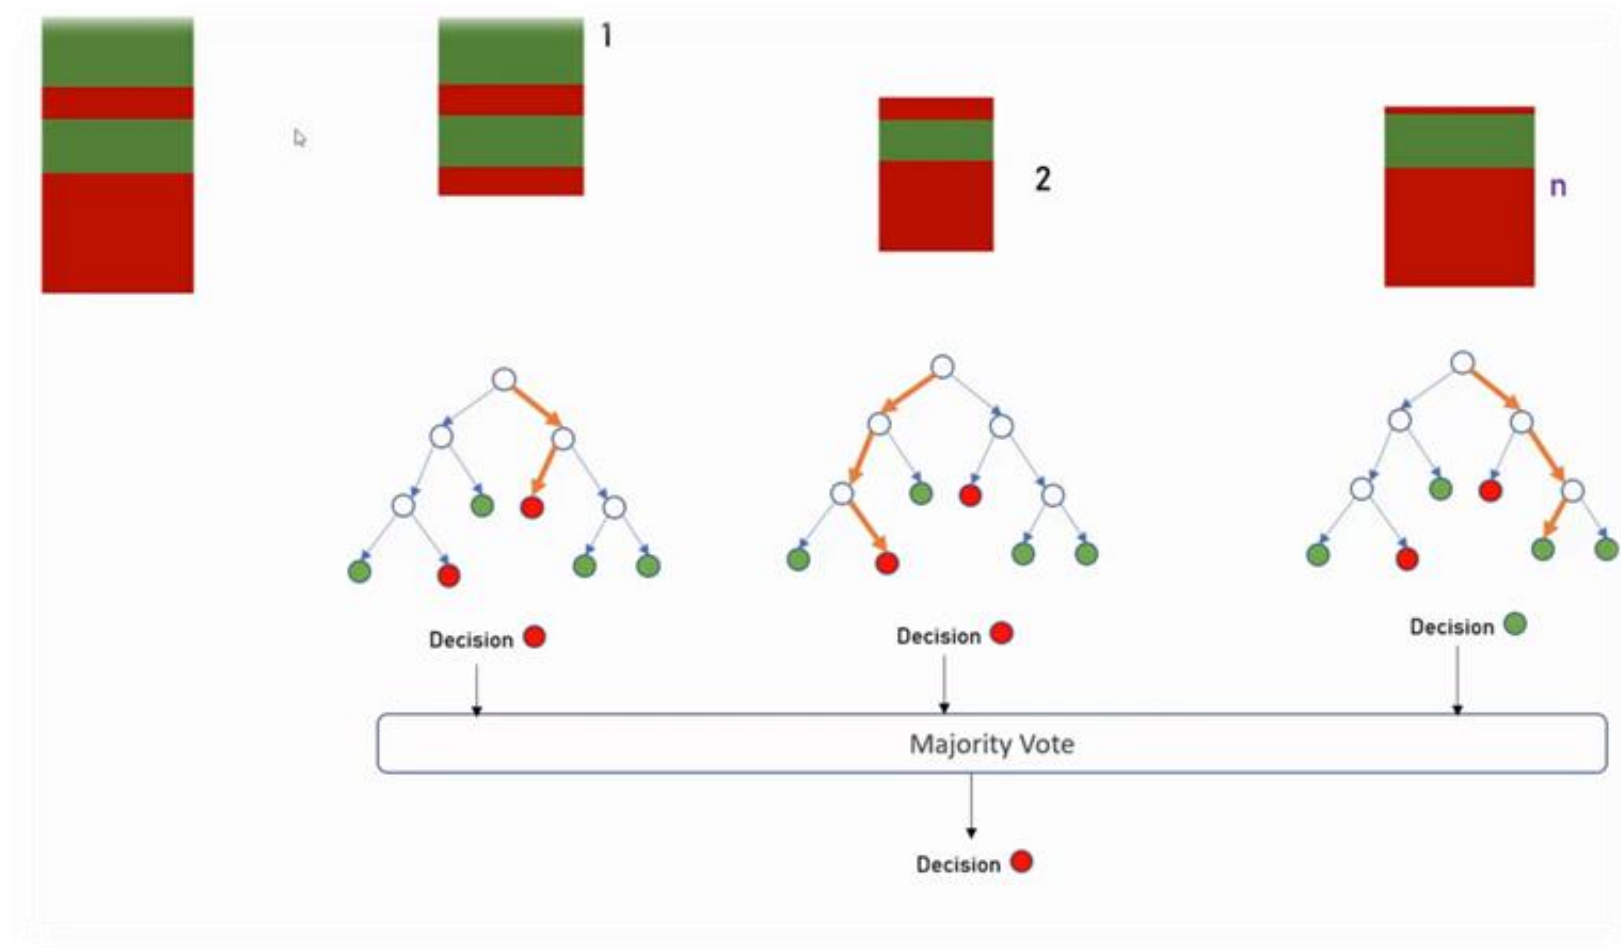 1
2
n
Decision
Decision
Decision
Majority Vote
Decision